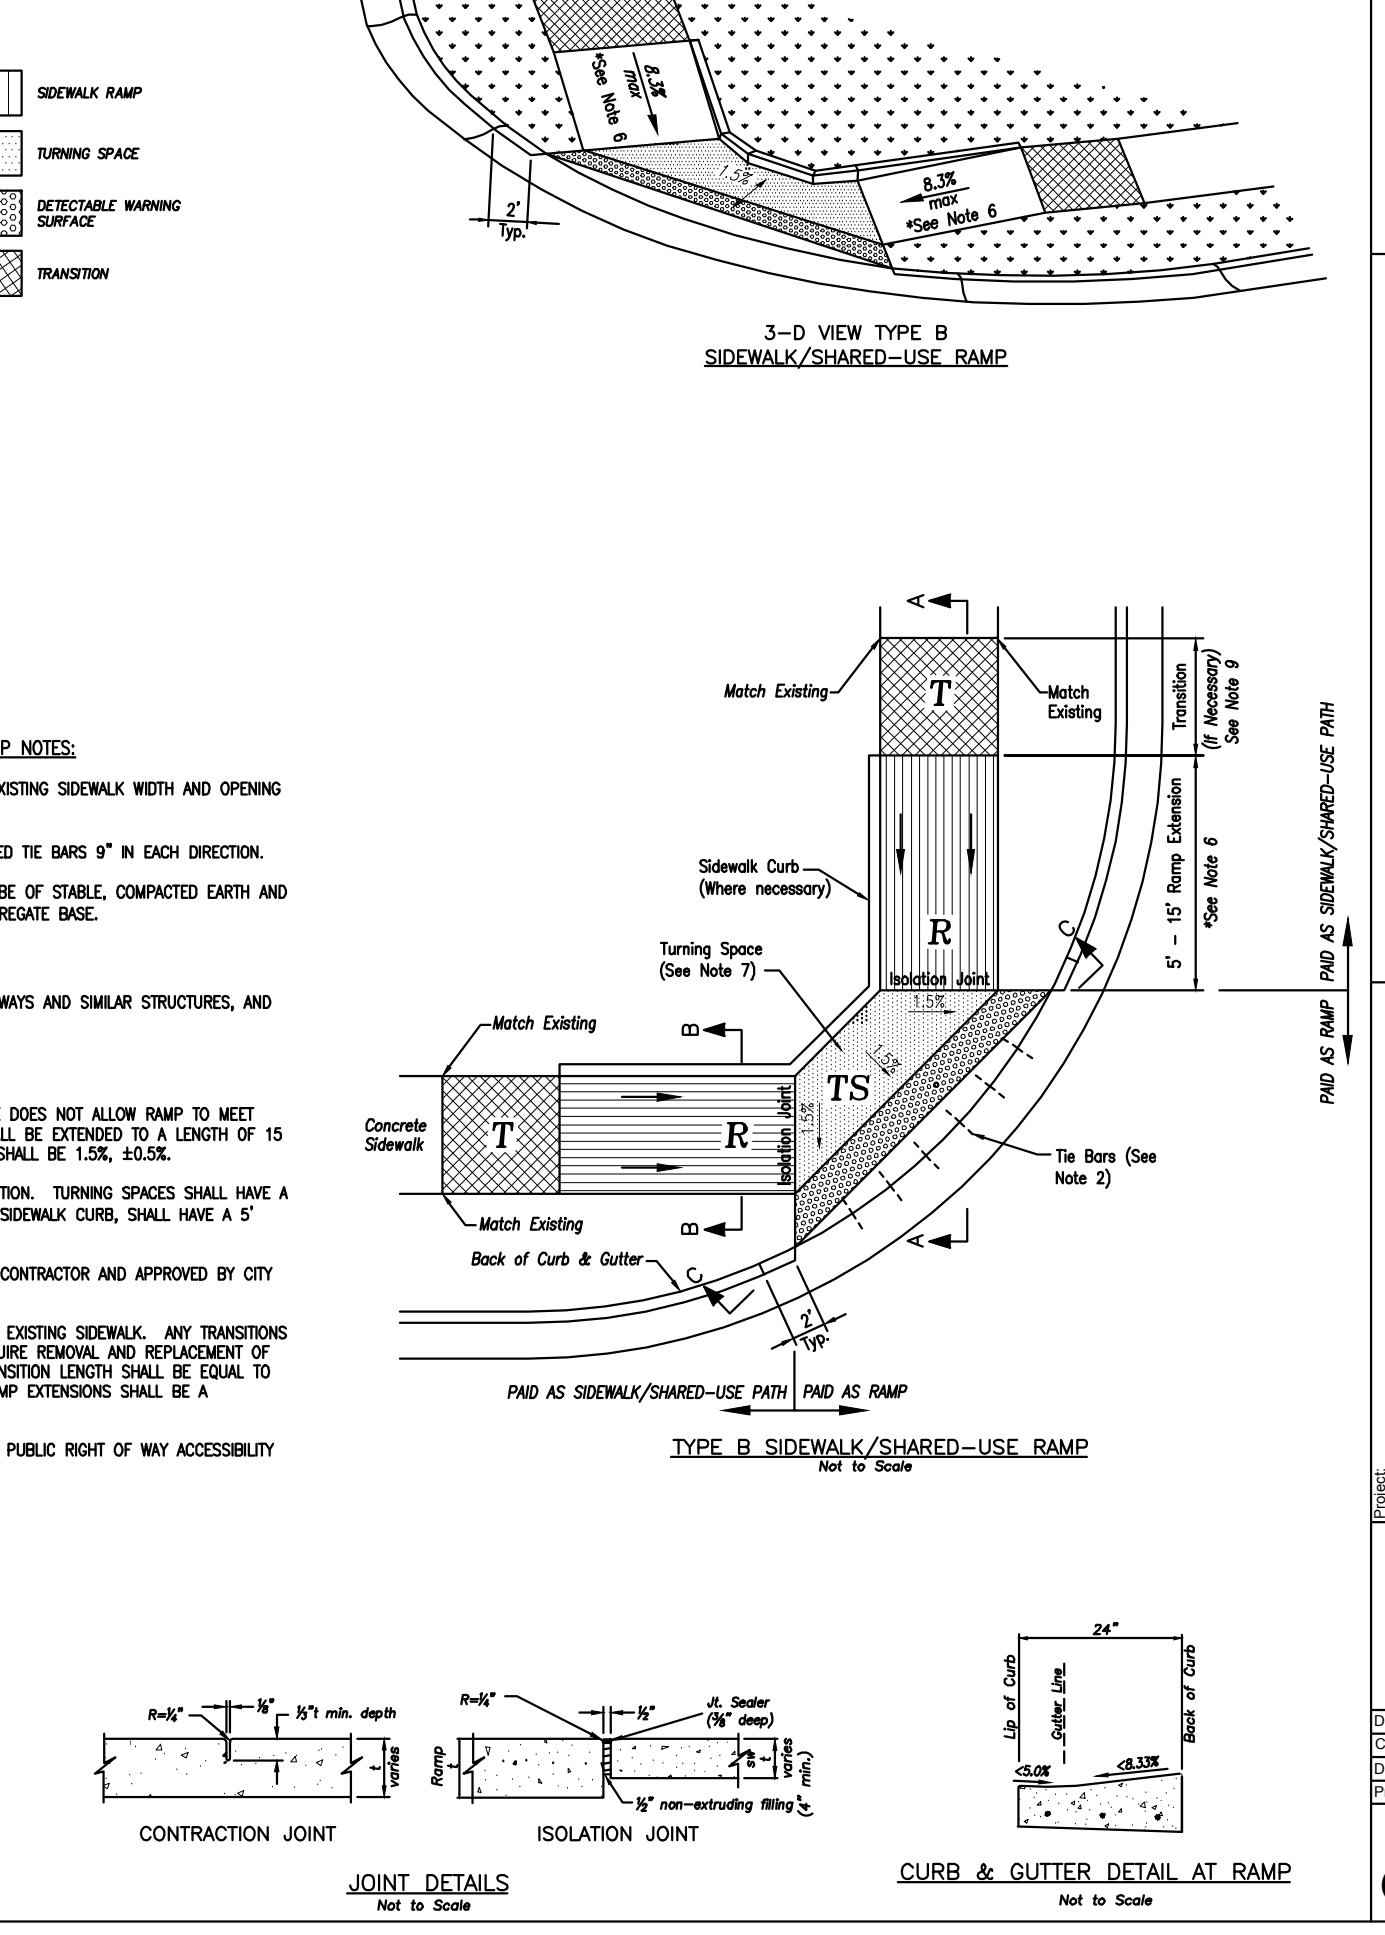 SIDEWALK RAMP
TURNING SPACE
DETECTABLE WARNING
SURFACE
TRANSITION
8.3%
max
*See Note 6
1.5%
8.3%
max
*See Note 6
2'
Typ.
3-D VIEW TYPE B
SIDEWALK/SHARED-USE RAMP
P NOTES:
XISTING SIDEWALK WIDTH AND OPENING
ED TIE BARS 9" IN EACH DIRECTION.
BE OF STABLE, COMPACTED EARTH AND
REGATE BASE.
WAYS AND SIMILAR STRUCTURES, AND
E DOES NOT ALLOW RAMP TO MEET
LL BE EXTENDED TO A LENGTH OF 15
SHALL BE 1.5%, ±0.5%.
TION. TURNING SPACES SHALL HAVE A
SIDEWALK CURB, SHALL HAVE A 5'
CONTRACTOR AND APPROVED BY CITY
EXISTING SIDEWALK. ANY TRANSITIONS
UIRE REMOVAL AND REPLACEMENT OF
NSITION LENGTH SHALL BE EQUAL TO
MP EXTENSIONS SHALL BE A
PUBLIC RIGHT OF WAY ACCESSIBILITY
A
Match Existing
T
Match
Existing
Transition
(If Necessary)
See Note 9
Sidewalk Curb
(Where necessary)
5' - 15' Ramp Extension
*See Note 6
R
C
Turning Space
(See Note 7)
Isolation Joint
1.5%
PAID AS SIDEWALK/SHARED-USE PATH
PAID AS RAMP
Match Existing
B
1.5%
TS
Concrete
Sidewalk
T
R
Isolation Joint
1.5%
Tie Bars (See
Note 2)
Match Existing
B
A
Back of Curb & Gutter
C
2'
Typ.
PAID AS SIDEWALK/SHARED-USE PATH
PAID AS RAMP
TYPE B SIDEWALK/SHARED-USE RAMP
Not to Scale
Project:
R=¼"
⅛"
⅓"t min. depth
t
varies
CONTRACTION JOINT
R=¼"
½"
Jt. Sealer
(⅜" deep)
Ramp
t
sw
t
varies
(4" min.)
½" non-extruding filling
ISOLATION JOINT
JOINT DETAILS
Not to Scale
24"
Lip of Curb
Gutter Line
Back of Curb
<5.0%
<8.33%
CURB & GUTTER DETAIL AT RAMP
Not to Scale
D
C
D
P